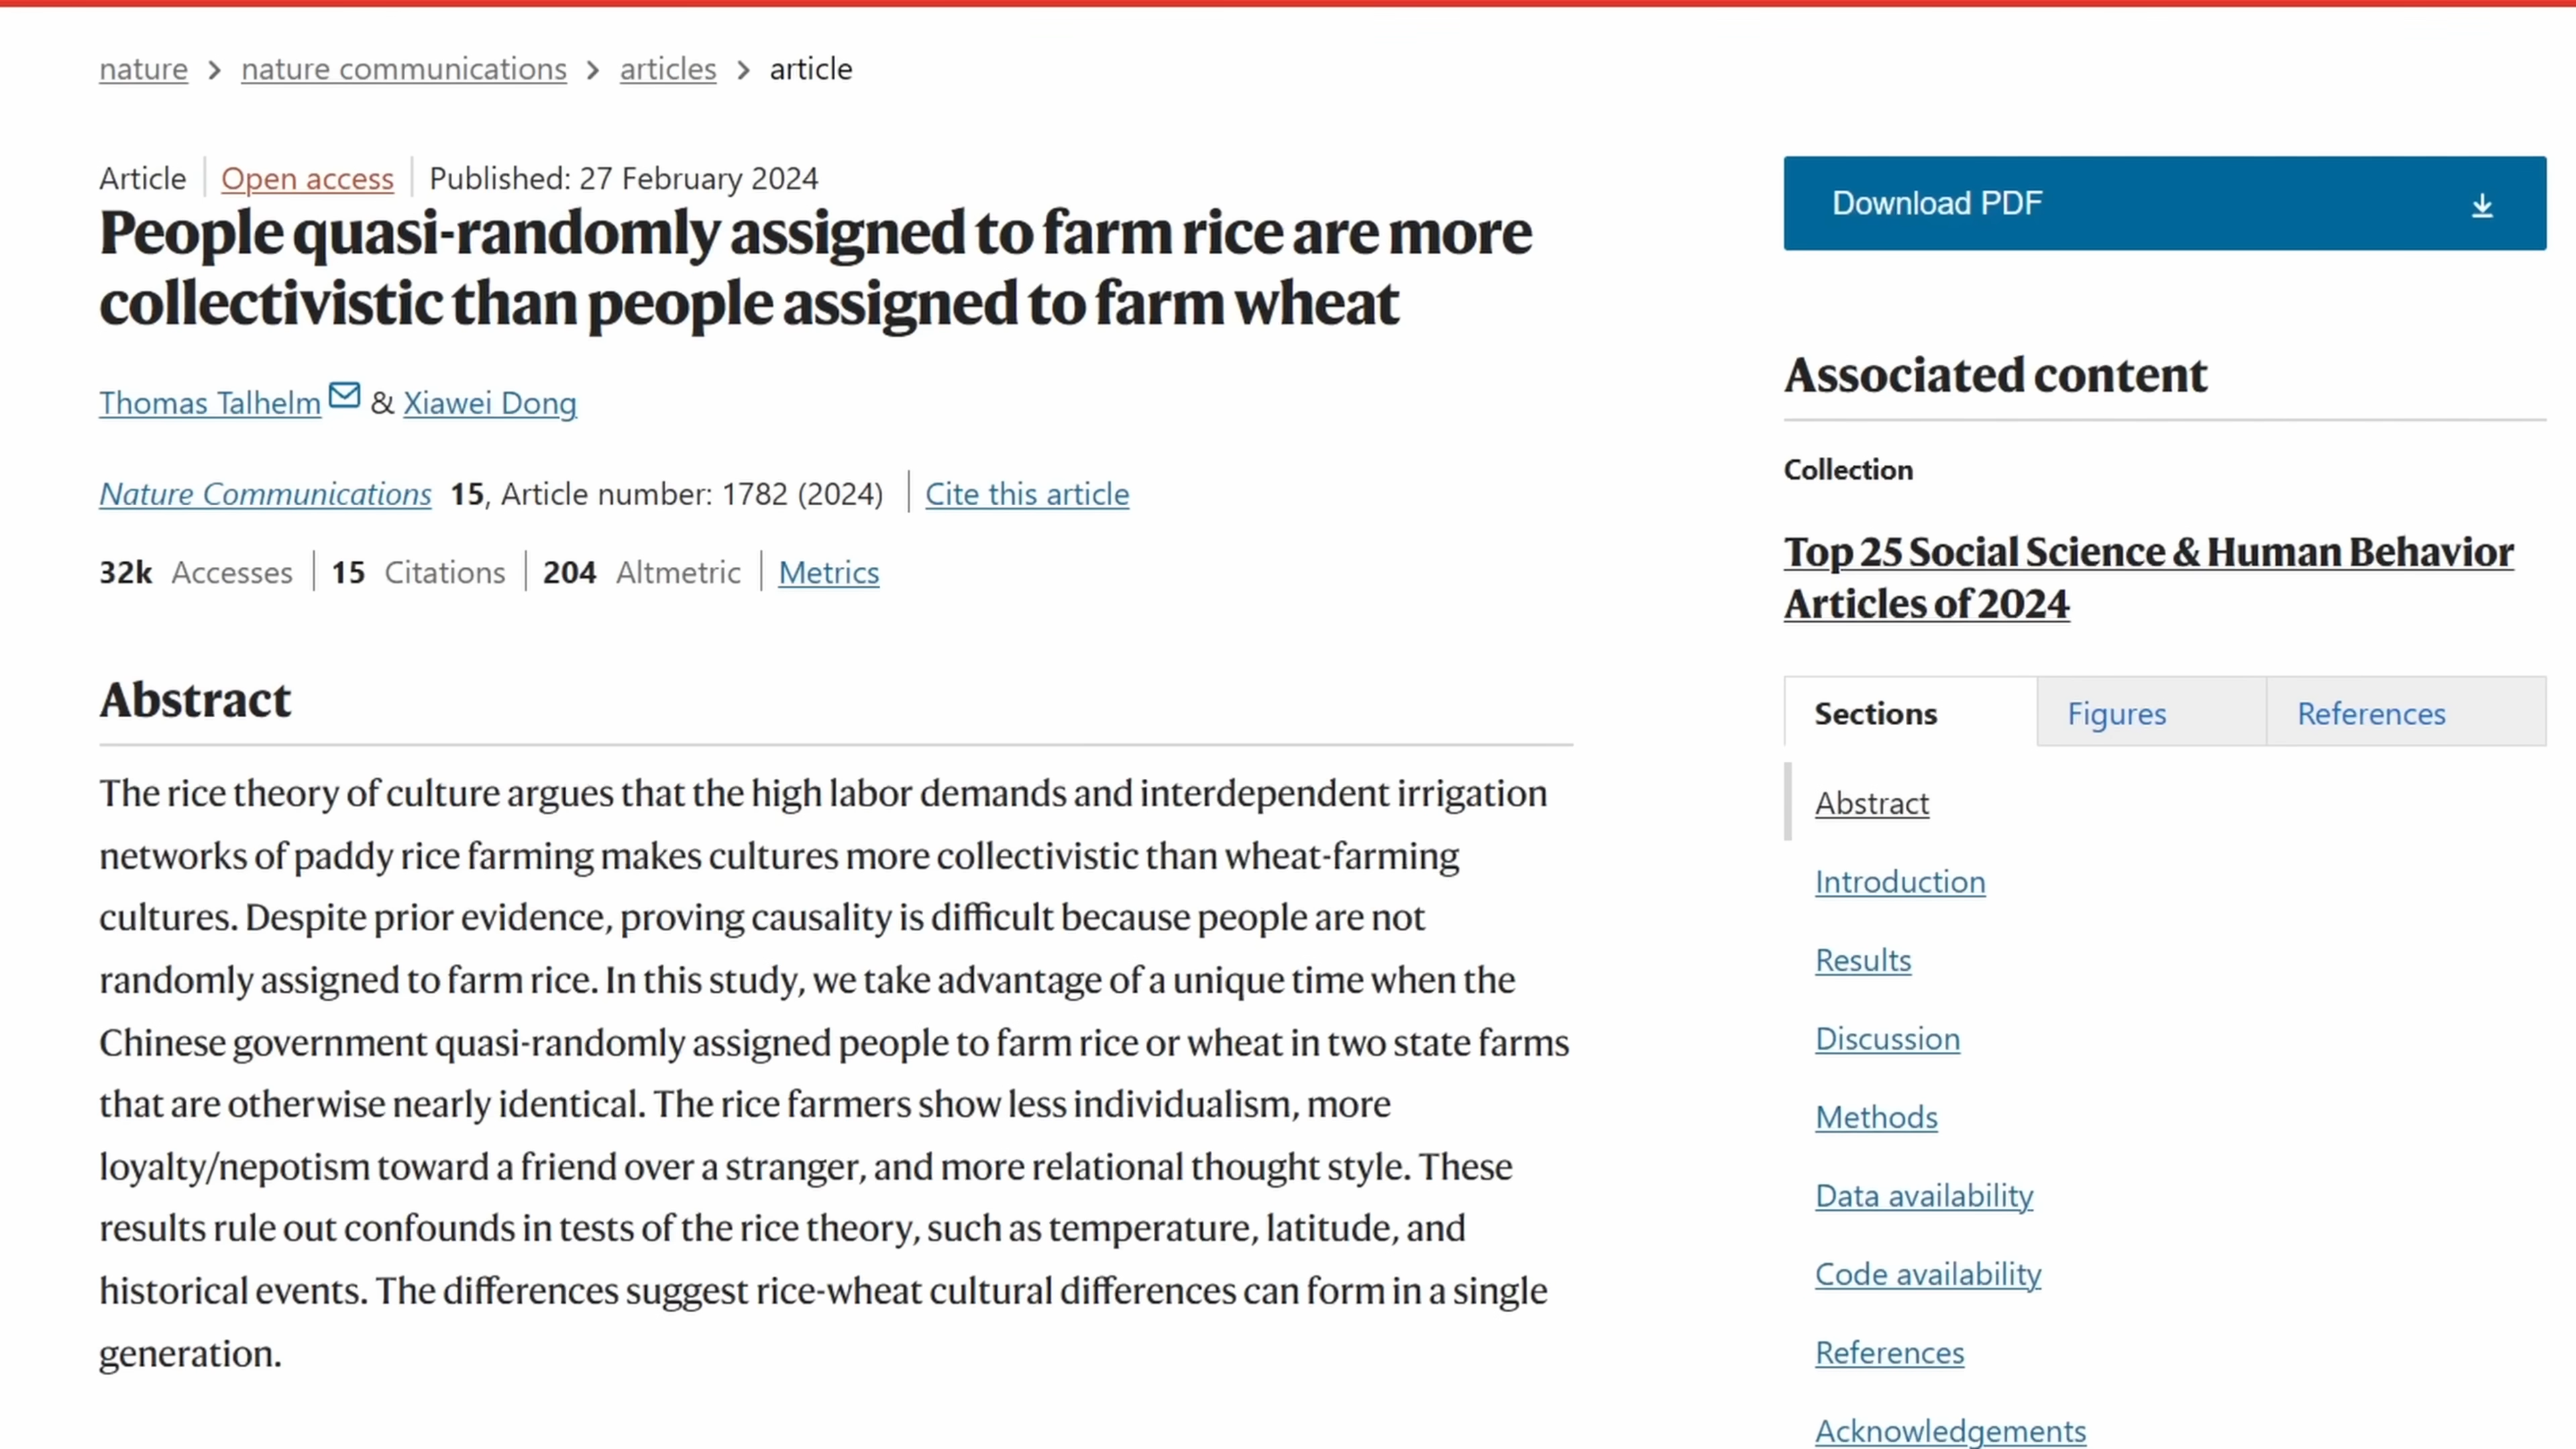 nature > nature communications > articles > article
Article | Open access | Published: 27 February 2024
People quasi-randomly assigned to farm rice are more
collectivistic than people assigned to farm wheat
Thomas Talhelm & Xiawei Dong
Nature Communications 15, Article number: 1782 (2024) | Cite this article
32k Accesses | 15 Citations | 204 Altmetric | Metrics
Abstract
The rice theory of culture argues that the high labor demands and interdependent irrigation
networks of paddy rice farming makes cultures more collectivistic than wheat-farming
cultures. Despite prior evidence, proving causality is difficult because people are not
randomly assigned to farm rice. In this study, we take advantage of a unique time when the
Chinese government quasi-randomly assigned people to farm rice or wheat in two state farms
that are otherwise nearly identical. The rice farmers show less individualism, more
loyalty/nepotism toward a friend over a stranger, and more relational thought style. These
results rule out confounds in tests of the rice theory, such as temperature, latitude, and
historical events. The differences suggest rice-wheat cultural differences can form in a single
generation.
Download PDF
Associated content
Collection
Top 25 Social Science & Human Behavior
Articles of 2024
Sections
Figures
References
Abstract
Introduction
Results
Discussion
Methods
Data availability
Code availability
References
Acknowledgements